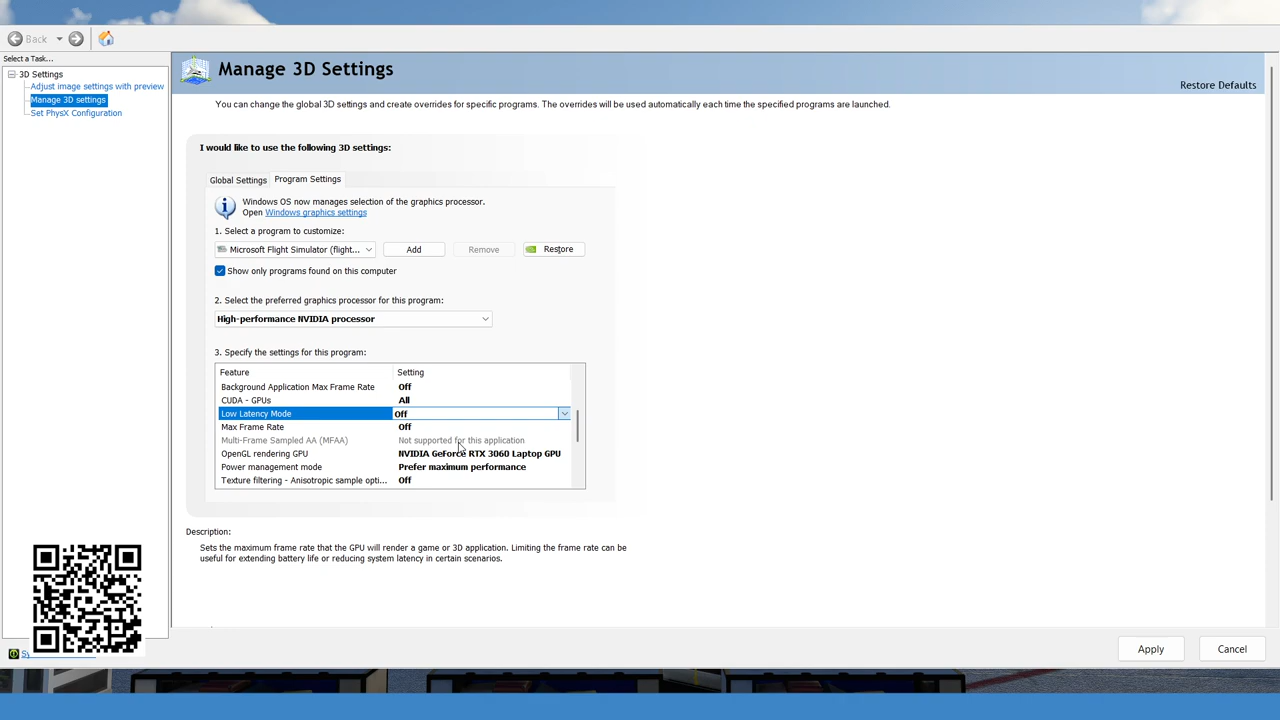 Back
Select a Task...
3D Settings
Adjust image settings with preview
Manage 3D settings
Set PhysX Configuration
Manage 3D Settings
Restore Defaults
You can change the global 3D settings and create overrides for specific programs. The overrides will be used automatically each time the specified programs are launched.
I would like to use the following 3D settings:
Global Settings
Program Settings
Windows OS now manages selection of the graphics processor.
Open Windows graphics settings
1. Select a program to customize:
Microsoft Flight Simulator (flight...
Add
Remove
Restore
Show only programs found on this computer
2. Select the preferred graphics processor for this program:
High-performance NVIDIA processor
3. Specify the settings for this program:
Feature Setting
Background Application Max Frame Rate Off
CUDA - GPUs All
Low Latency Mode Off
Max Frame Rate Off
Multi-Frame Sampled AA (MFAA) Not supported for this application
OpenGL rendering GPU NVIDIA GeForce RTX 3060 Laptop GPU
Power management mode Prefer maximum performance
Texture filtering - Anisotropic sample opti... Off
Description:
Sets the maximum frame rate that the GPU will render a game or 3D application. Limiting the frame rate can be
useful for extending battery life or reducing system latency in certain scenarios.
Apply
Cancel